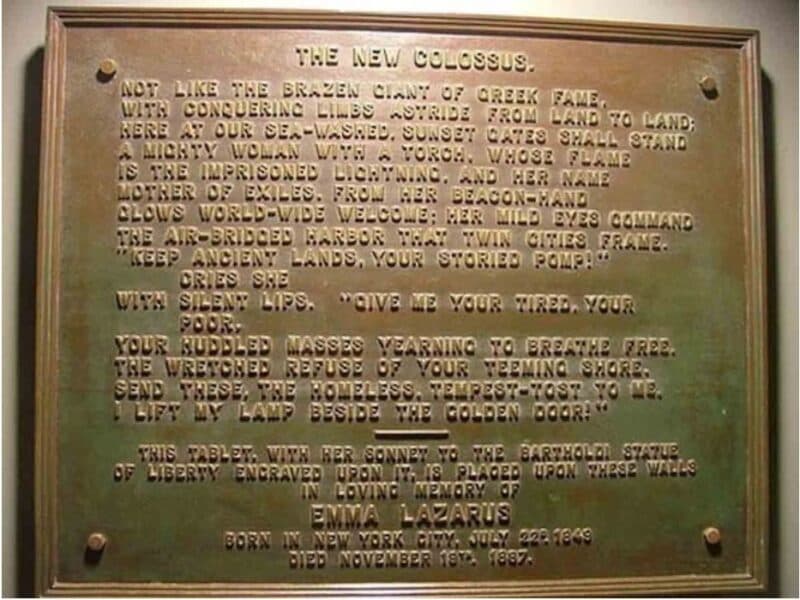 THE NEW COLOSSUS.
NOT LIKE THE BRAZEN GIANT OF GREEK FAME,
WITH CONQUERING LIMBS ASTRIDE FROM LAND TO LAND;
HERE AT OUR SEA-WASHED, SUNSET GATES SHALL STAND
A MIGHTY WOMAN WITH A TORCH, WHOSE FLAME
IS THE IMPRISONED LIGHTNING, AND HER NAME
MOTHER OF EXILES. FROM HER BEACON-HAND
GLOWS WORLD-WIDE WELCOME; HER MILD EYES COMMAND
THE AIR-BRIDGED HARBOR THAT TWIN CITIES FRAME.
"KEEP ANCIENT LANDS, YOUR STORIED POMP!"
CRIES SHE
WITH SILENT LIPS. "GIVE ME YOUR TIRED, YOUR
POOR,
YOUR HUDDLED MASSES YEARNING TO BREATHE FREE,
THE WRETCHED REFUSE OF YOUR TEEMING SHORE,
SEND THESE, THE HOMELESS, TEMPEST-TOST TO ME,
I LIFT MY LAMP BESIDE THE GOLDEN DOOR!"
THIS TABLET, WITH HER SONNET TO THE BARTHOLDI STATUE
OF LIBERTY ENGRAVED UPON IT, IS PLACED UPON THESE WALLS
IN LOVING MEMORY OF
EMMA LAZARUS
BORN IN NEW YORK CITY, JULY 22D, 1849
DIED NOVEMBER 19TH, 1887.